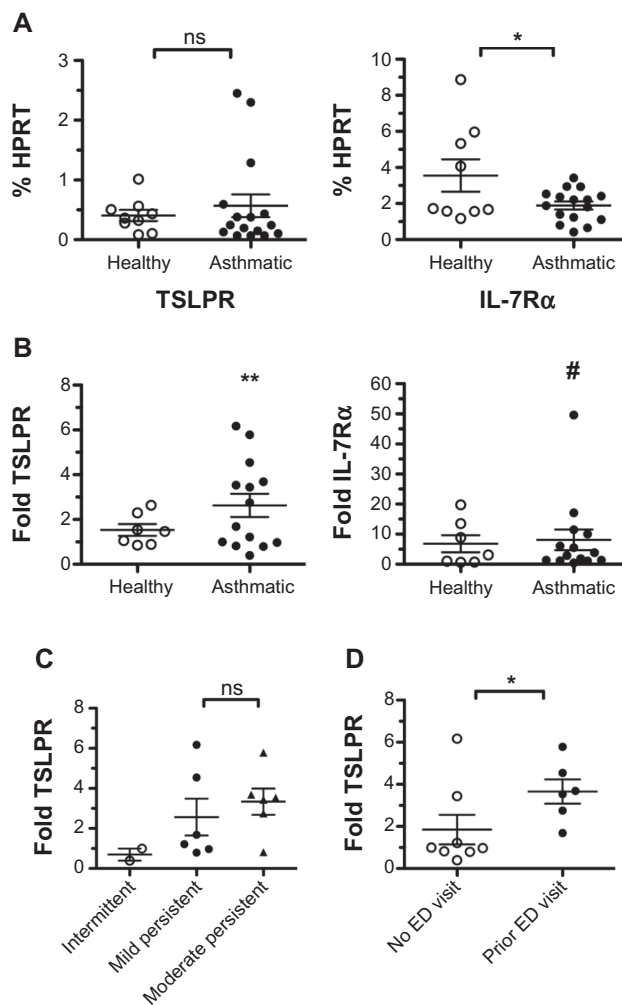 A
ns
*
% HPRT
3
2
1
0
Healthy
Asthmatic
TSLPR
% HPRT
10
8
6
4
2
0
Healthy
Asthmatic
IL-7Rα
B
**
#
Fold TSLPR
8
6
4
2
0
Healthy
Asthmatic
Fold IL-7Rα
60
50
40
30
20
10
0
Healthy
Asthmatic
C
ns
Fold TSLPR
8
6
4
2
0
Intermittent
Mild persistent
Moderate persistent
D
*
Fold TSLPR
8
6
4
2
0
No ED visit
Prior ED visit